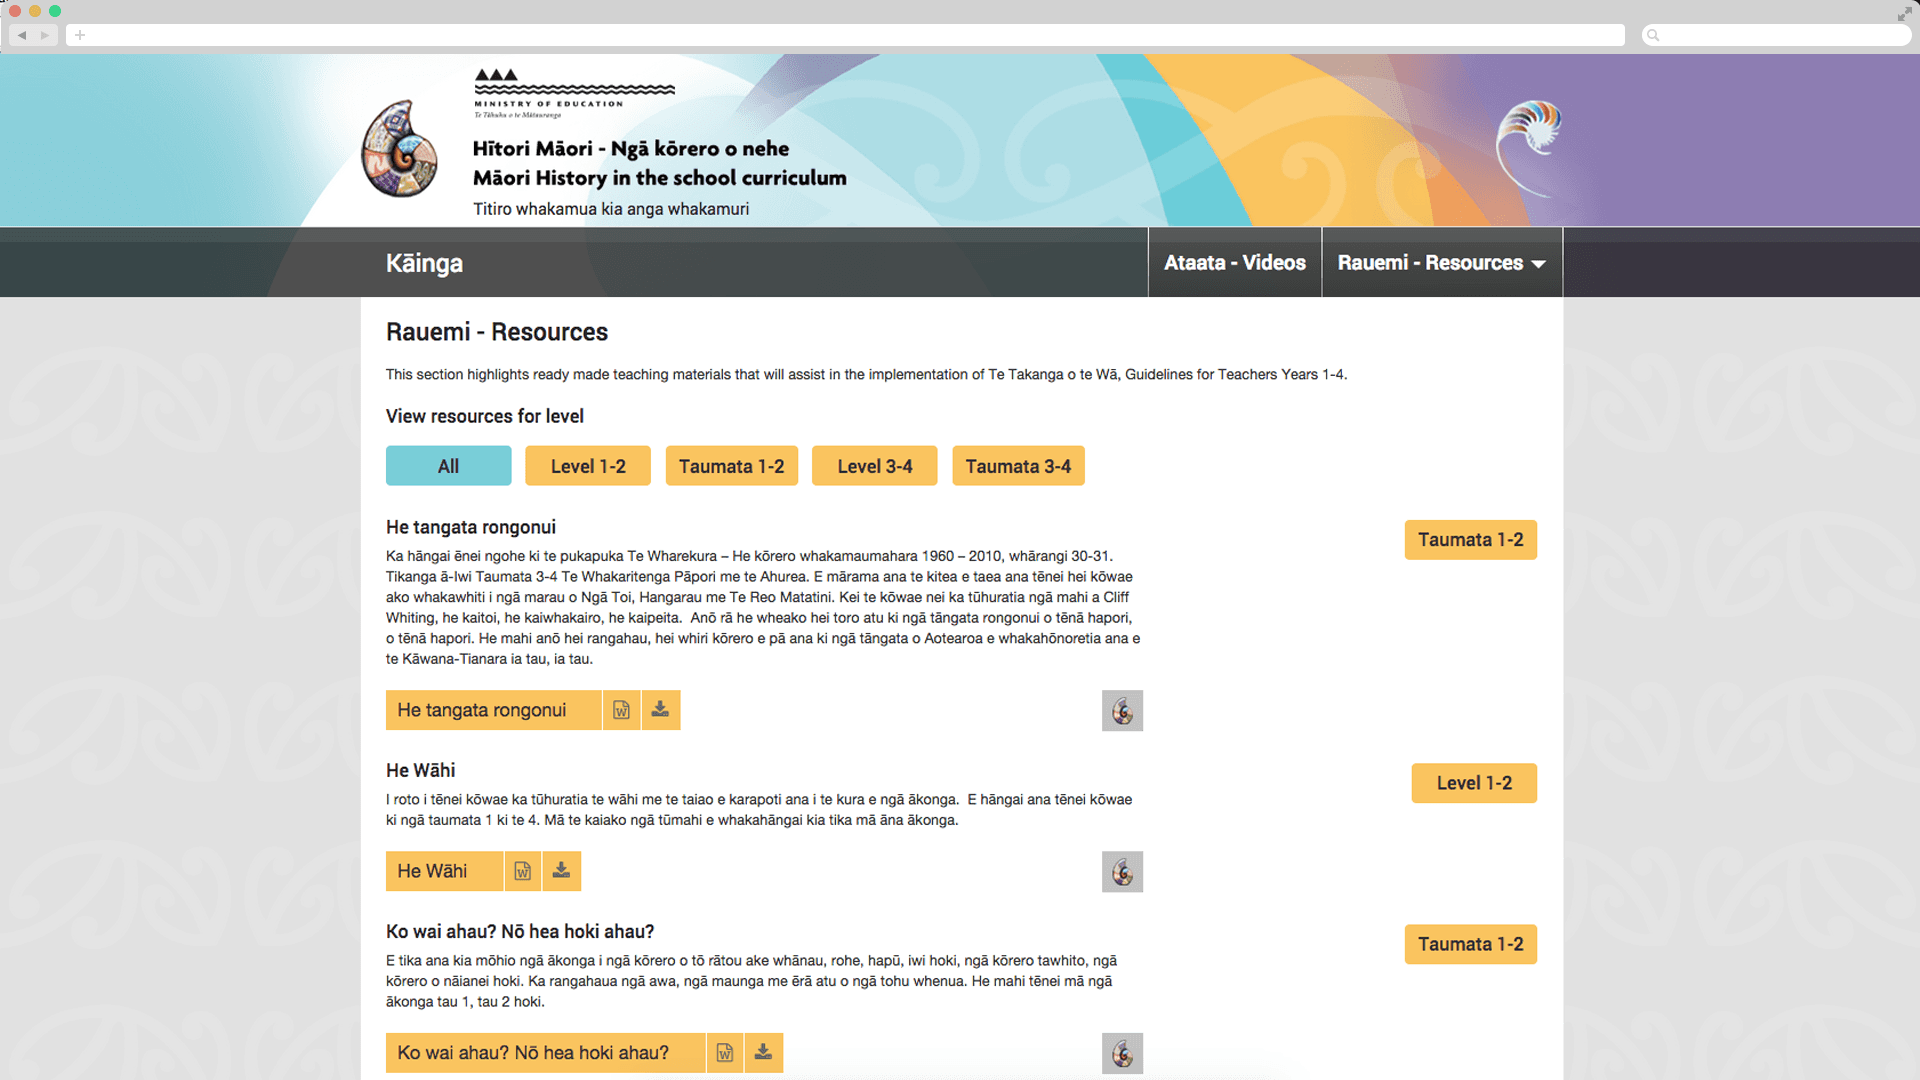 MINISTRY OF EDUCATION
Te Tāhuhu o te Mātauranga
Hītori Māori - Ngā kōrero o nehe
Māori History in the school curriculum
Titiro whakamua kia anga whakamuri
Kāinga
Ataata - Videos
Rauemi - Resources
Rauemi - Resources
This section highlights ready made teaching materials that will assist in the implementation of Te Takanga o te Wā, Guidelines for Teachers Years 1-4.
View resources for level
All
Level 1-2
Taumata 1-2
Level 3-4
Taumata 3-4
He tangata rongonui
Taumata 1-2
Ka hāngai ēnei ngohe ki te pukapuka Te Wharekura – He kōrero whakamaumahara 1960 – 2010, whārangi 30-31.
Tikanga ā-Iwi Taumata 3-4 Te Whakaritenga Pāpori me te Ahurea. E mārama ana te kitea e taea ana tēnei hei kōwae
ako whakawhiti i ngā marau o Ngā Toi, Hangarau me Te Reo Matatini. Kei te kōwae nei ka tūhuratia ngā mahi a Cliff
Whiting, he kaitoi, he kaiwhakairo, he kaipeita.  Anō rā he wheako hei toro atu ki ngā tāngata rongonui o tēnā hapori,
o tēnā hapori. He mahi anō hei rangahau, hei whiri kōrero e pā ana ki ngā tāngata o Aotearoa e whakahōnoretia ana e
te Kāwana-Tianara ia tau, ia tau.
He tangata rongonui
He Wāhi
Level 1-2
I roto i tēnei kōwae ka tūhuratia te wāhi me te taiao e karapoti ana i te kura e ngā ākonga.  E hāngai ana tēnei kōwae
ki ngā taumata 1 ki te 4. Mā te kaiako ngā tūmahi e whakahāngai kia tika mā āna ākonga.
He Wāhi
Ko wai ahau? Nō hea hoki ahau?
Taumata 1-2
E tika ana kia mōhio ngā ākonga i ngā kōrero o tō rātou ake whānau, rohe, hapū, iwi hoki, ngā kōrero tawhito, ngā
kōrero o nāianei hoki. Ka rangahaua ngā awa, ngā maunga me ērā atu o ngā tohu whenua. He mahi tēnei mā ngā
ākonga tau 1, tau 2 hoki.
Ko wai ahau? Nō hea hoki ahau?